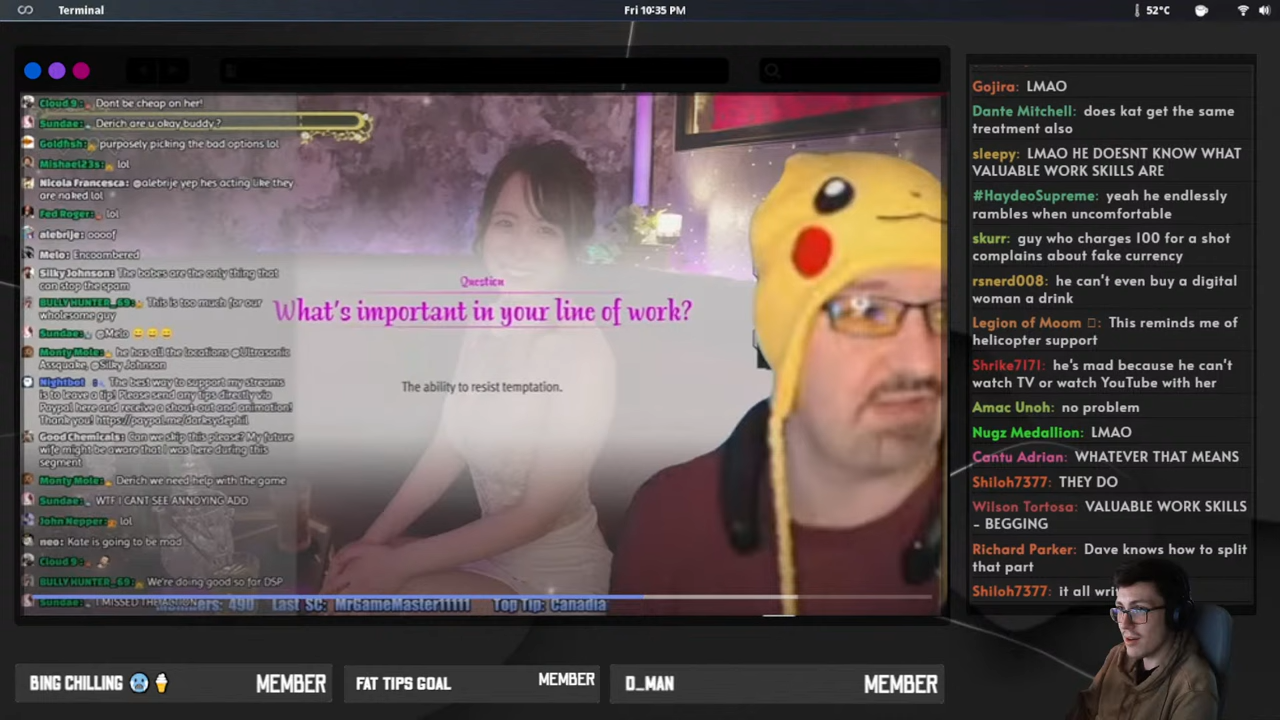 Terminal
Fri 10:35 PM
52°C
Cloud 9: Dont be cheap on her!
Sundae: Derich are u okay buddy?
Goldhsh: purposely picking the bad options lol
Mishael23s: lol
Nicola Francesca: @alebrije yep hes acting like they
are naked lol
Fed Roger: lol
alebrije: oooof
Melo: Encoambered
Silky Johnson: The babes are the only thing that
can stop the spam
BULLY_HUNTER_69: This is too much for our
wholesome guy
Sundae: @Melo
Monty Mole: he has all the locations @Ultrasonic
Assquake, @Silky Johnson
Nightbot: The best way to support my streams
is to leave a tip! Please send any tips directly via
Paypal here and receive a shout-out and animation!
Thank you! https://paypal.me/darksydephil
Good Chemicals: Can we skip this please? My future
wife might be aware that I was here during this
segment
Monty Mole: Derich we need help with the game
Sundae: WTF I CANT SEE ANNOYING ADD
John Nepper: lol
neo: Kate is going to be mad
Cloud 9:
BULLY_HUNTER_69: We're doing good so far DSP
Sundae: I MISSED THE ACTION
Question
What's important in your line of work?
The ability to resist temptation.
ers: 490 Last SC: MrGameMaster11111 Top Tip: Canadia
Gojira: LMAO
Dante Mitchell: does kat get the same
treatment also
sleepy: LMAO HE DOESNT KNOW WHAT
VALUABLE WORK SKILLS ARE
#HaydeoSupreme: yeah he endlessly
rambles when uncomfortable
skurr: guy who charges 100 for a shot
complains about fake currency
rsnerd008: he can't even buy a digital
woman a drink
Legion of Moom: This reminds me of
helicopter support
Shrike7171: he's mad because he can't
watch TV or watch YouTube with her
Amac Unoh: no problem
Nugz Medallion: LMAO
Cantu Adrian: WHATEVER THAT MEANS
Shiloh7377: THEY DO
Wilson Tortosa: VALUABLE WORK SKILLS
- BEGGING
Richard Parker: Dave knows how to split
that part
Shiloh7377: it all
BING CHILLING MEMBER
FAT TIPS GOAL MEMBER
D_MAN MEMBER